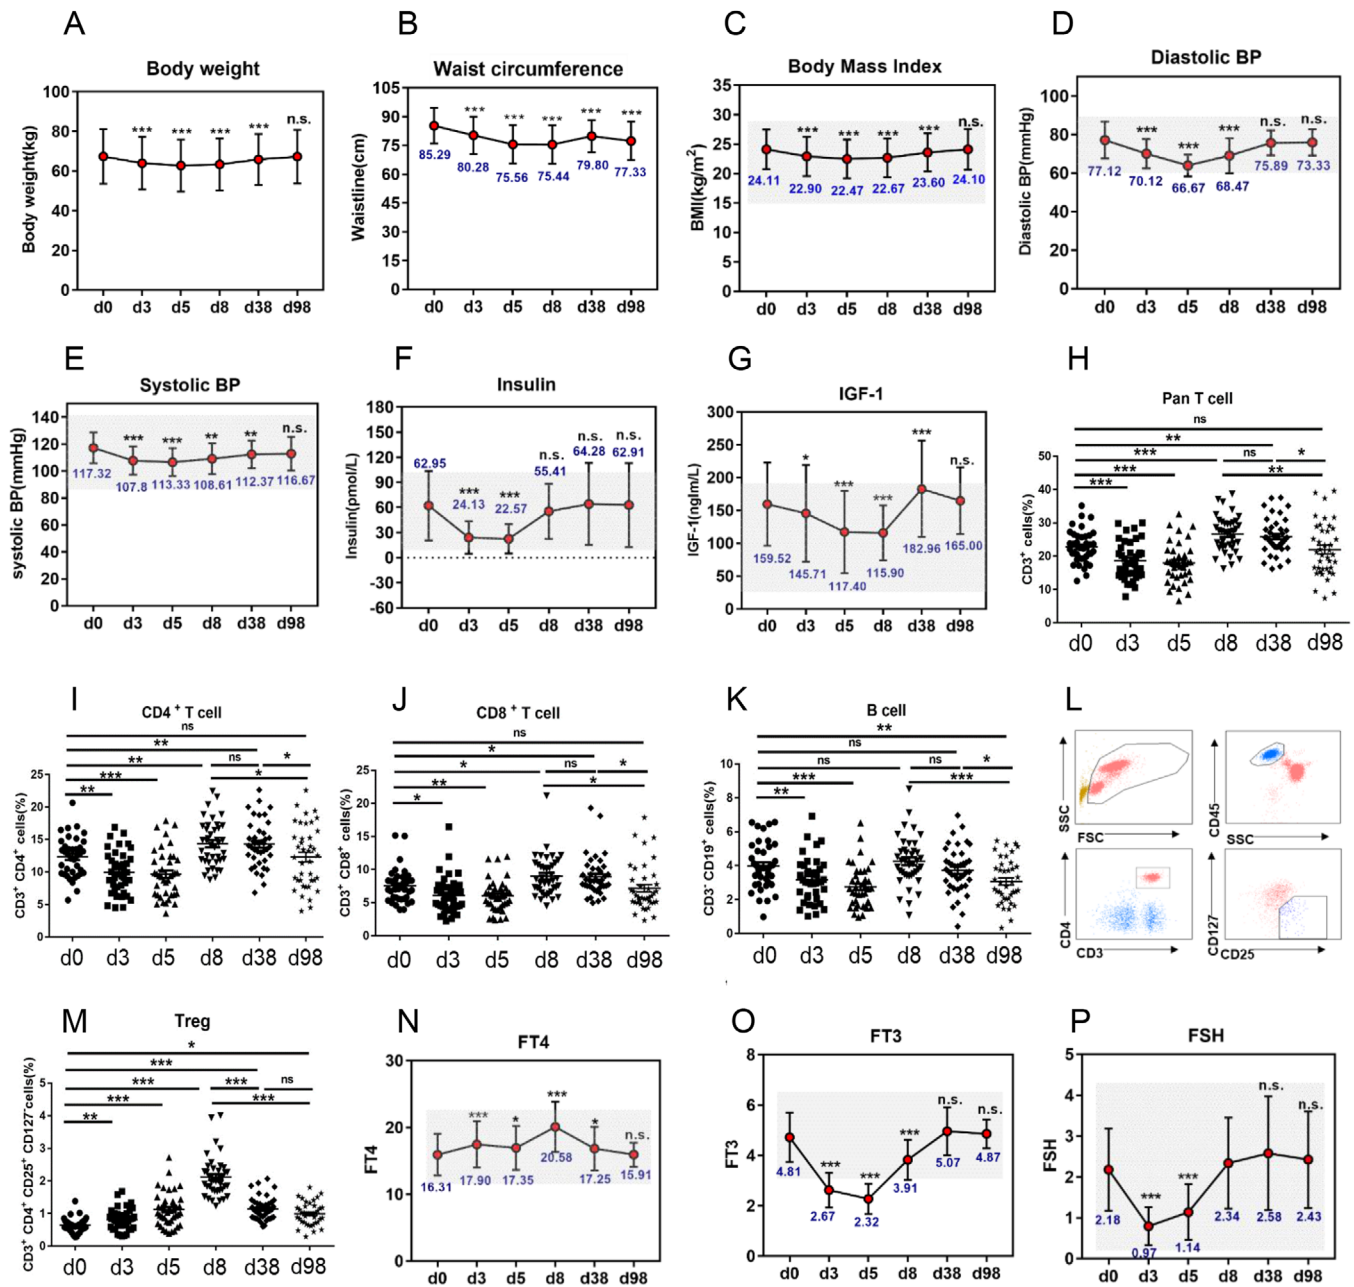 A
Body weight
Body weight(kg)
100
80
60
40
20
0
*** *** *** *** n.s.
d0 d3 d5 d8 d38 d98
B
Waist circumference
Waistline(cm)
105
90
75
60
45
30
15
0
*** *** *** *** ***
85.29 80.28 75.56 75.44 79.80 77.33
d0 d3 d5 d8 d38 d98
C
Body Mass Index
BMI(kg/m2)
35
30
25
20
15
10
5
0
*** *** *** *** n.s.
24.11 22.90 22.47 22.67 23.60 24.10
d0 d3 d5 d8 d38 d98
D
Diastolic BP
Diastolic BP(mmHg)
100
80
60
40
20
0
*** *** *** n.s. n.s.
77.12 70.12 66.67 68.47 75.89 73.33
d0 d3 d5 d8 d38 d98
E
Systolic BP
systolic BP(mmHg)
140
120
100
80
60
40
20
0
*** *** ** ** n.s.
117.32 107.8 113.33 108.61 112.37 116.67
d0 d3 d5 d8 d38 d98
F
Insulin
Insulin(pmol/L)
180
150
120
90
60
30
0
-30
-60
*** *** n.s. n.s. n.s.
62.95 24.13 22.57 55.41 64.28 62.91
d0 d3 d5 d8 d38 d98
G
IGF-1
IGF-1(nglm/L)
300
250
200
150
100
50
0
* *** *** *** n.s.
159.52 145.71 117.40 115.90 182.96 165.00
d0 d3 d5 d8 d38 d98
H
Pan T cell
ns
**
*** ns *
*** **
***
CD3+ cells(%)
50
40
30
20
10
0
d0 d3 d5 d8 d38 d98
I
CD4 + T cell
ns
**
** ns *
*** *
**
CD3+ CD4+ cells(%)
25
20
15
10
5
0
d0 d3 d5 d8 d38 d98
J
CD8 + T cell
ns
*
* ns *
** *
*
CD3+ CD8+ cells(%)
25
20
15
10
5
0
d0 d3 d5 d8 d38 d98
K
B cell
**
ns
ns ns *
*** ***
**
CD3- CD19+ cells(%)
10
8
6
4
2
0
d0 d3 d5 d8 d38 d98
L
SSC
FSC
CD45
SSC
CD4
CD3
CD127
CD25
M
Treg
*
***
*** *** ns
*** ***
**
CD3+ CD4+ CD25+ CD127-cells(%)
5
4
3
2
1
0
d0 d3 d5 d8 d38 d98
N
FT4
FT4
30
20
10
0
*** * *** * n.s.
16.31 17.90 17.35 20.58 17.25 15.91
d0 d3 d5 d8 d38 d98
O
FT3
FT3
8
6
4
2
0
*** *** *** n.s. n.s.
4.81 2.67 2.32 3.91 5.07 4.87
d0 d3 d5 d8 d38 d98
P
FSH
FSH
5
4
3
2
1
0
*** *** n.s. n.s.
2.18 0.97 1.14 2.34 2.58 2.43
d0 d3 d5 d8 d38 d98